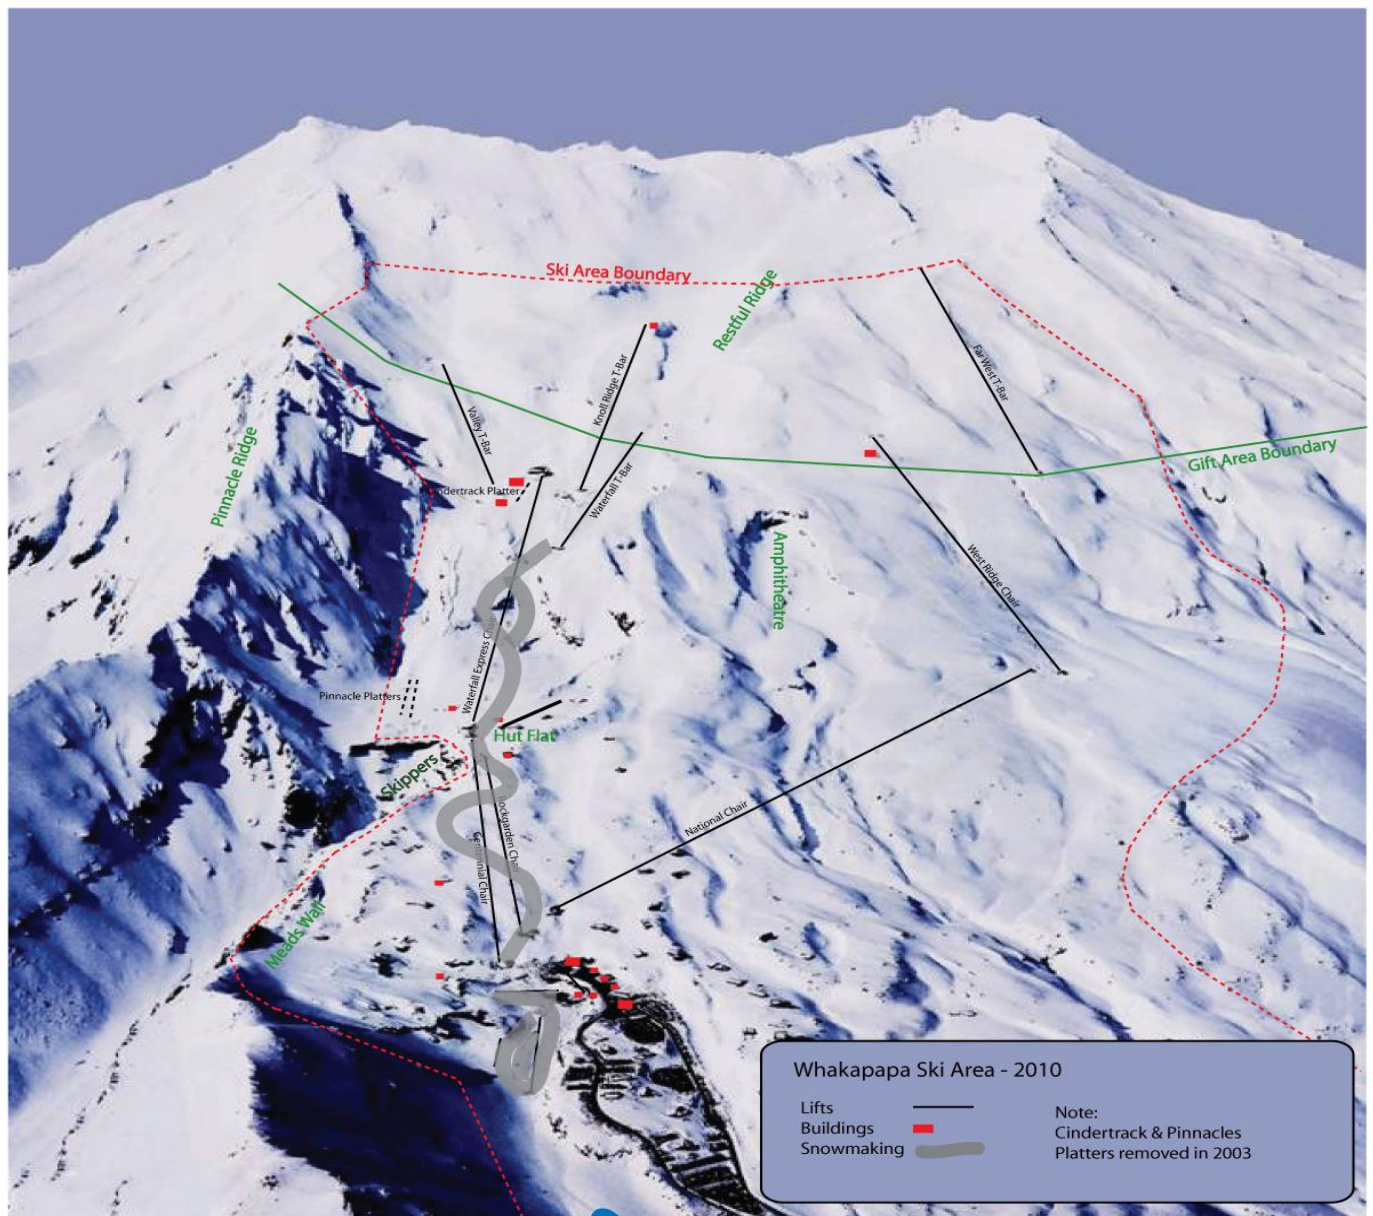 Ski Area Boundary
Restful Ridge
Far West T-Bar
Knoll Ridge T-Bar
Valley T-Bar
Gift Area Boundary
Pinnacle Ridge
Waterfall T-Bar
Platter
Amphitheatre
West Ridge Chair
Waterfall Express
Pinnacle Platters
Hut Flat
Skippers
National Chair
Chair
Centennial Chair
Meads Wall
Whakapapa Ski Area - 2010
Lifts
Buildings
Snowmaking
Note:
Cindertrack & Pinnacles
Platters removed in 2003